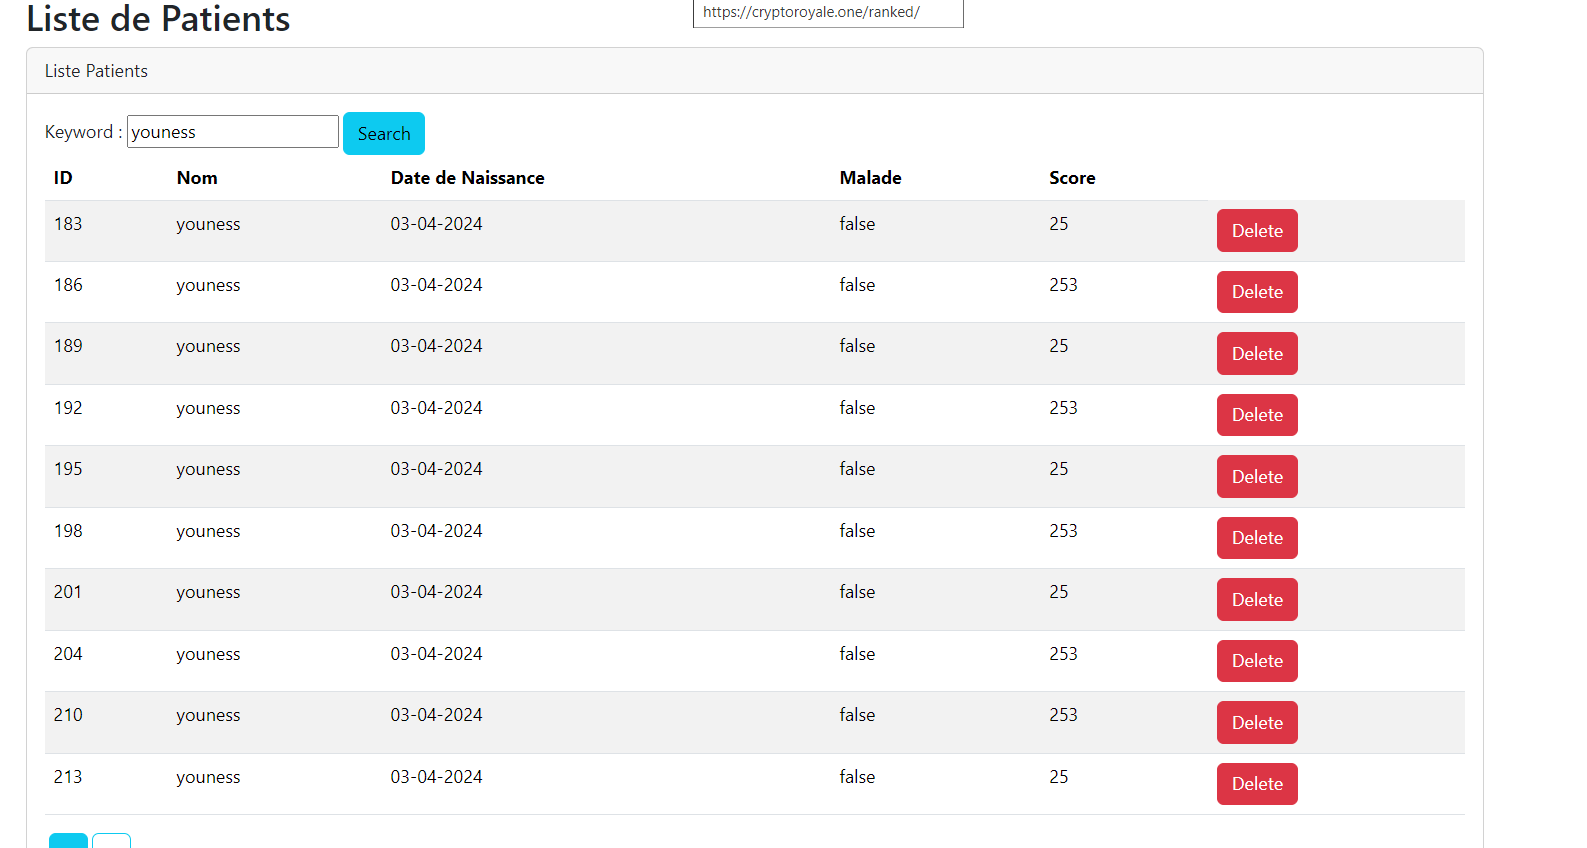 https://cryptoroyale.one/ranked/
Liste de Patients
Liste Patients
Keyword : youness Search
ID Nom Date de Naissance Malade Score
183 youness 03-04-2024 false 25 Delete
186 youness 03-04-2024 false 253 Delete
189 youness 03-04-2024 false 25 Delete
192 youness 03-04-2024 false 253 Delete
195 youness 03-04-2024 false 25 Delete
198 youness 03-04-2024 false 253 Delete
201 youness 03-04-2024 false 25 Delete
204 youness 03-04-2024 false 253 Delete
210 youness 03-04-2024 false 253 Delete
213 youness 03-04-2024 false 25 Delete